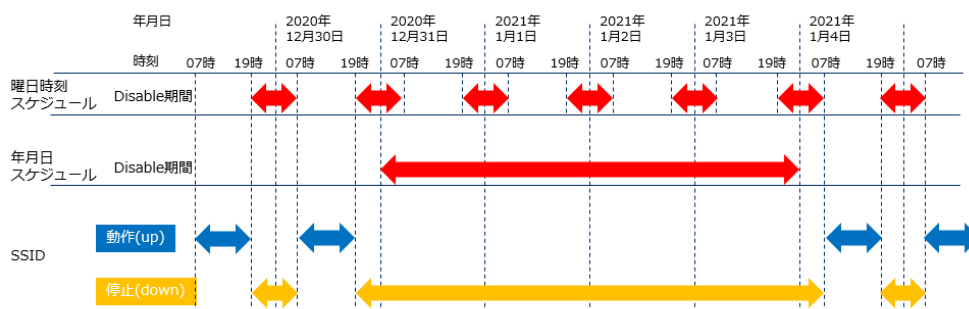 年月日
2020年
12月30日
2020年
12月31日
2021年
1月1日
2021年
1月2日
2021年
1月3日
2021年
1月4日
時刻
07時 19時 07時 19時 07時 19時 07時 19時 07時 19時 07時 19時 07時 19時 07時
曜日時刻
スケジュール
Disable期間
年月日
スケジュール
Disable期間
SSID
動作(up)
停止(down)